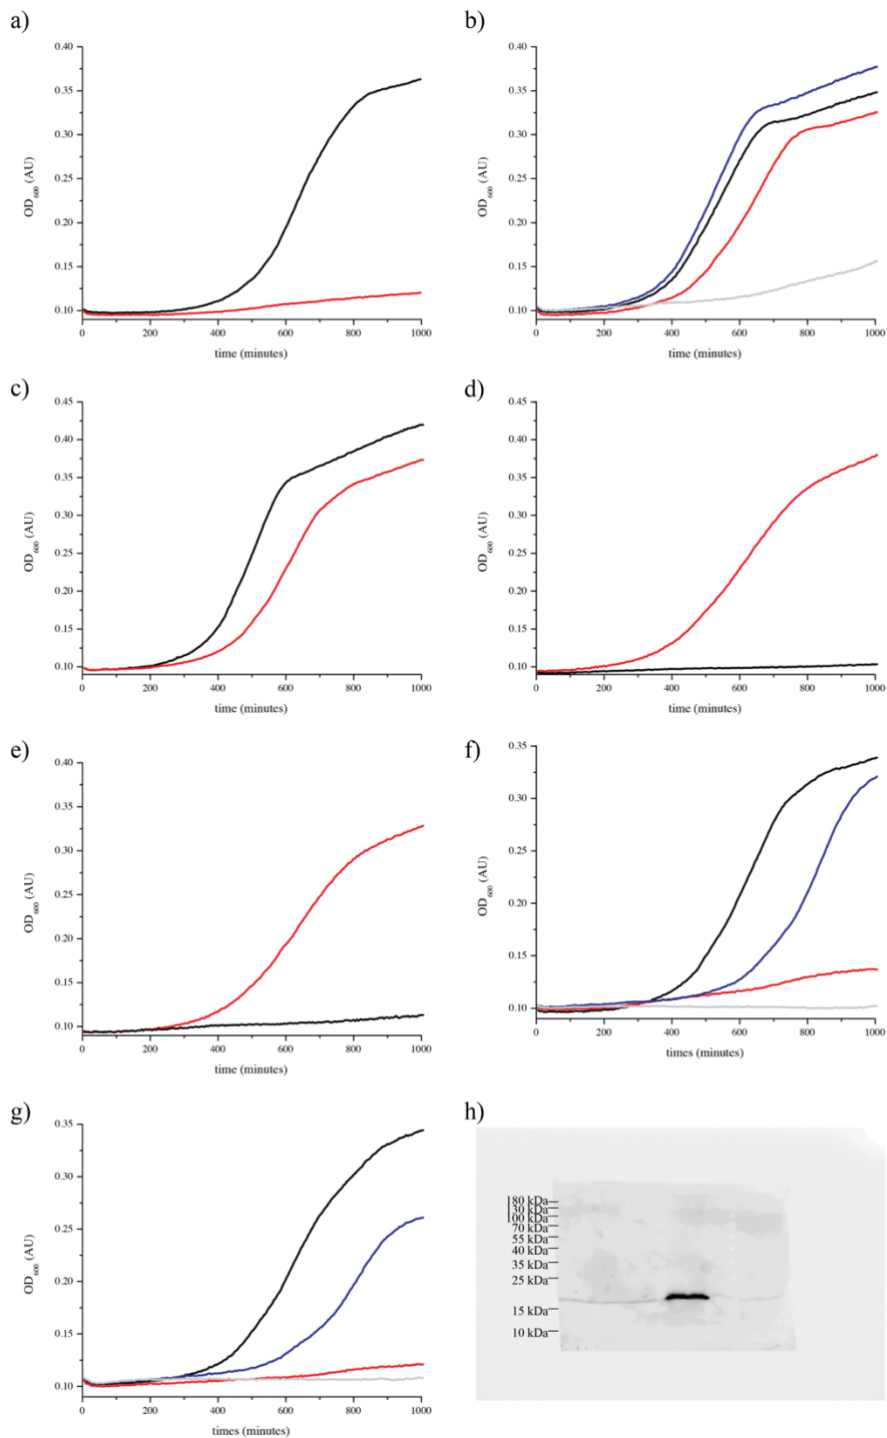 a)
0.40
0.35
0.30
0.25
0.20
0.15
0.10
OD600 (AU)
0 200 400 600 800 1000
time (minutes)
b)
0.40
0.35
0.30
0.25
0.20
0.15
0.10
OD600 (AU)
0 200 400 600 800 1000
time (minutes)
c)
0.45
0.40
0.35
0.30
0.25
0.20
0.15
0.10
OD600 (AU)
0 200 400 600 800 1000
time (minutes)
d)
0.45
0.40
0.35
0.30
0.25
0.20
0.15
0.10
OD600 (AU)
0 200 400 600 800 1000
time (minutes)
e)
0.40
0.35
0.30
0.25
0.20
0.15
0.10
OD600 (AU)
0 200 400 600 800 1000
time (minutes)
f)
0.35
0.30
0.25
0.20
0.15
0.10
OD600 (AU)
0 200 400 600 800 1000
times (minutes)
g)
0.35
0.30
0.25
0.20
0.15
0.10
OD600 (AU)
0 200 400 600 800 1000
times (minutes)
h)
180 kDa
130 kDa
100 kDa
70 kDa
55 kDa
40 kDa
35 kDa
25 kDa
15 kDa
10 kDa